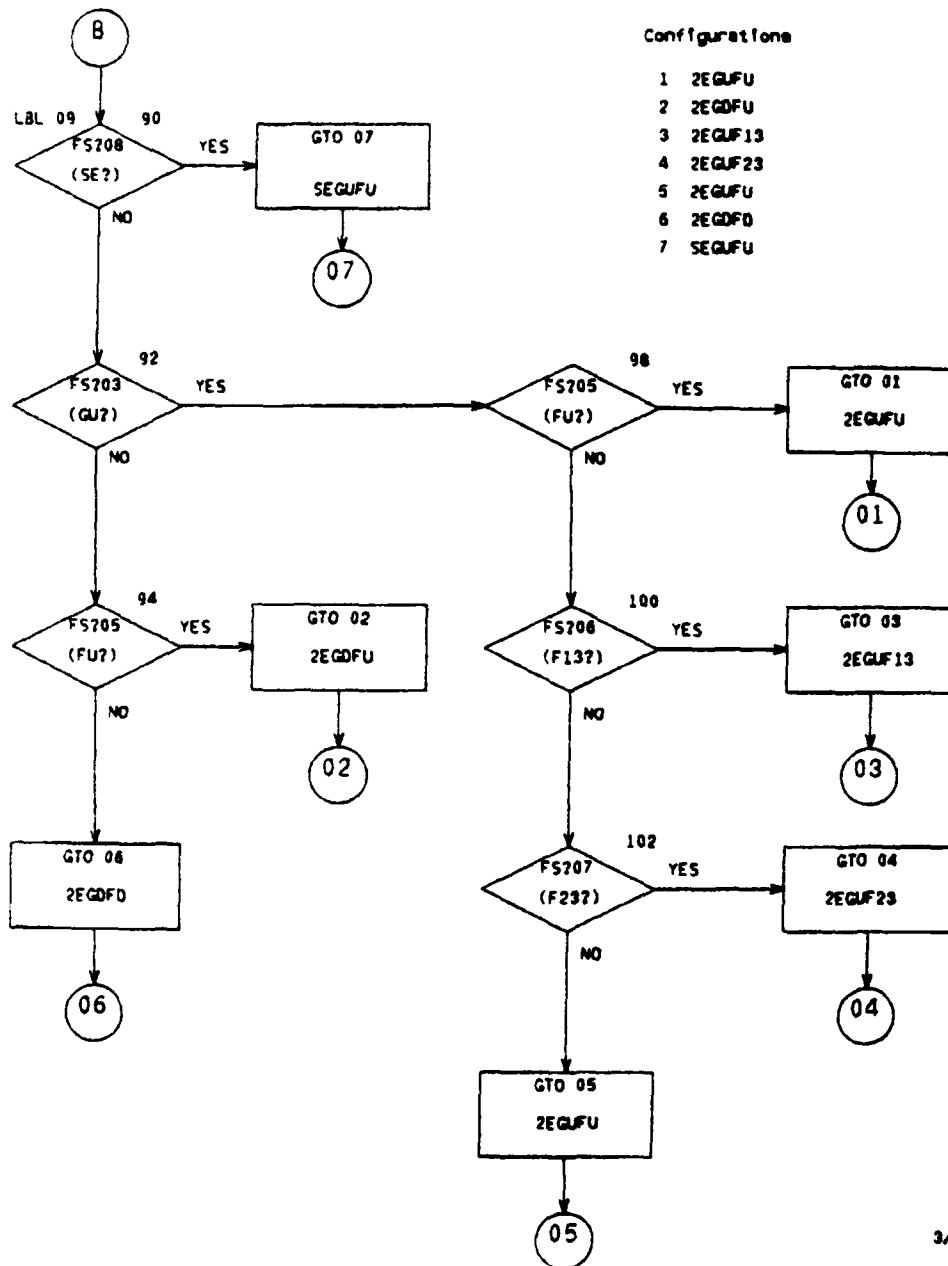 B
Configurations
1 2EGUFU
2 2EGDFU
3 2EGUF13
4 2EGUF23
5 2EGUFU
6 2EGDFD
7 SEGUFU
LBL 09
90
FS?08
(SE?)
YES
NO
GTO 07
SEGUFU
07
92
FS?03
(GU?)
YES
NO
98
FS?05
(FU?)
YES
NO
GTO 01
2EGUFU
01
94
FS?05
(FU?)
YES
NO
GTO 02
2EGDFU
02
100
FS?06
(F13?)
YES
NO
GTO 03
2EGUF13
03
GTO 06
2EGDFD
06
102
FS?07
(F23?)
YES
NO
GTO 04
2EGUF23
04
GTO 05
2EGUFU
05
3/